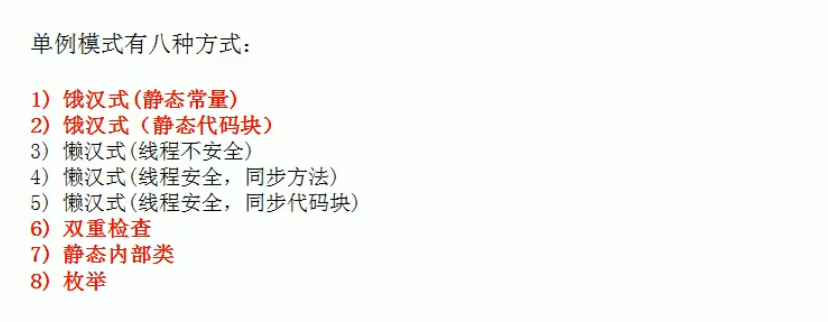 单例模式有八种方式：
1) 饿汉式(静态常量)
2) 饿汉式（静态代码块）
3) 懒汉式(线程不安全)
4) 懒汉式(线程安全，同步方法)
5) 懒汉式(线程安全，同步代码块)
6) 双重检查
7) 静态内部类
8) 枚举